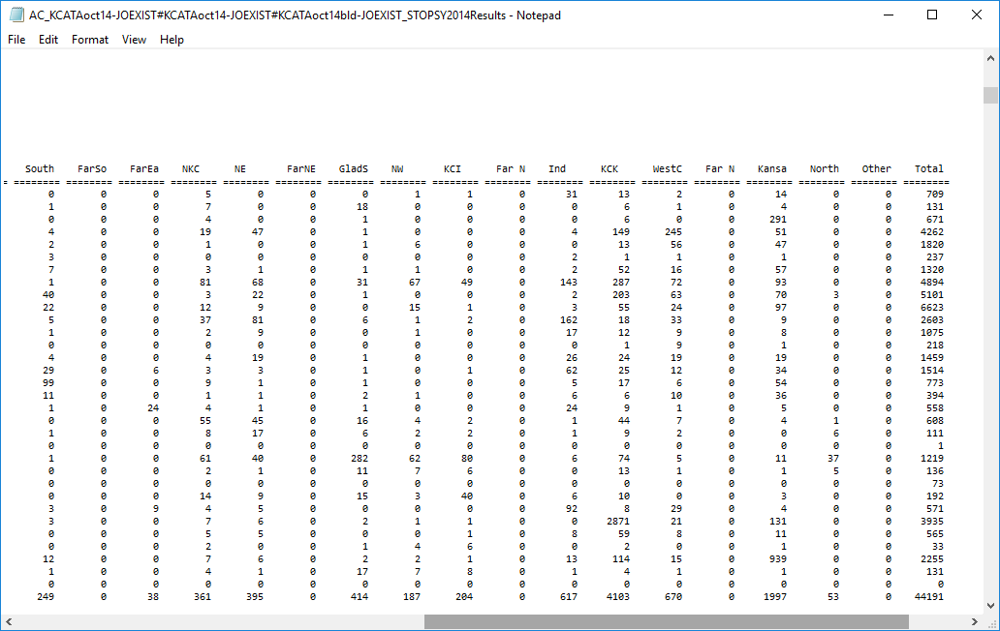 AC_KCATAoct14-JOEXIST#KCATAoct14-JOEXIST#KCATAoct14bld-JOEXIST_STOPSY2014Results - Notepad
File Edit Format View Help
South FarSo FarEa NKC NE FarNE GladS NW KCI Far N Ind KCK WestC Far N Kansa North Other Total
= ======== ======== ======== ======== ======== ======== ======== ======== ======== ======== ======== ======== ======== ======== ======== ======== ======== ========
0 0 0 5 0 0 0 1 1 0 31 13 2 0 14 0 0 709
1 0 0 7 0 0 18 0 0 0 0 6 1 0 4 0 0 131
0 0 0 4 0 0 1 0 0 0 0 6 0 0 291 0 0 671
4 0 0 19 47 0 1 0 0 0 4 149 245 0 51 0 0 4262
2 0 0 1 0 0 1 6 0 0 0 13 56 0 47 0 0 1820
3 0 0 0 0 0 0 0 0 0 2 1 1 0 1 0 0 237
7 0 0 3 1 0 1 1 0 0 2 52 16 0 57 0 0 1320
1 0 0 81 68 0 31 67 49 0 143 287 72 0 93 0 0 4894
40 0 0 3 22 0 1 0 0 0 2 203 63 0 70 3 0 5101
22 0 0 12 9 0 0 15 1 0 3 55 24 0 97 0 0 6623
5 0 0 37 81 0 6 1 2 0 162 18 33 0 9 0 0 2603
1 0 0 2 9 0 0 1 0 0 17 12 9 0 8 0 0 1075
0 0 0 0 0 0 0 0 0 0 0 1 9 0 1 0 0 218
4 0 0 4 19 0 1 0 0 0 26 24 19 0 19 0 0 1459
29 0 6 3 3 0 1 0 1 0 62 25 12 0 34 0 0 1514
99 0 0 9 1 0 1 0 0 0 5 17 6 0 54 0 0 773
11 0 0 1 1 0 2 1 0 0 6 6 10 0 36 0 0 394
1 0 24 4 1 0 1 0 0 0 24 9 1 0 5 0 0 558
0 0 0 55 45 0 16 4 2 0 1 44 7 0 4 1 0 608
1 0 0 8 17 0 6 2 2 0 1 9 2 0 0 6 0 111
0 0 0 0 0 0 0 0 0 0 0 0 0 0 0 0 0 1
1 0 0 61 40 0 282 62 80 0 6 74 5 0 11 37 0 1219
0 0 0 2 1 0 11 7 6 0 0 13 1 0 1 5 0 136
0 0 0 0 0 0 0 0 0 0 0 0 0 0 0 0 0 73
0 0 0 14 9 0 15 3 40 0 6 10 0 0 3 0 0 192
3 0 9 4 5 0 0 0 0 0 92 8 29 0 4 0 0 571
3 0 0 7 6 0 2 1 1 0 0 2871 21 0 131 0 0 3935
0 0 0 5 5 0 0 0 1 0 8 59 8 0 11 0 0 565
0 0 0 2 0 0 1 4 6 0 0 2 0 0 1 0 0 33
12 0 0 7 6 0 2 2 1 0 13 114 15 0 939 0 0 2255
1 0 0 4 1 0 17 7 8 0 1 4 1 0 1 0 0 131
0 0 0 0 0 0 0 0 0 0 0 0 0 0 0 0 0 0
249 0 38 361 395 0 414 187 204 0 617 4103 670 0 1997 53 0 44191